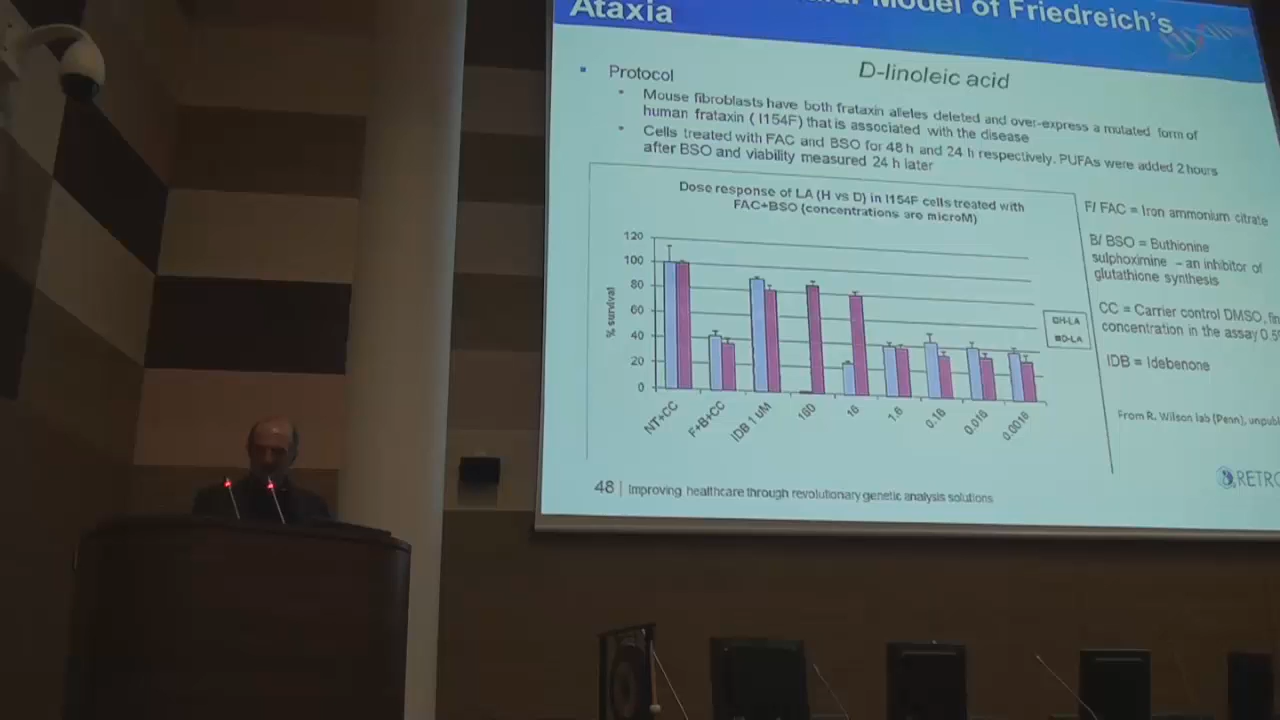 Model of Friedreich's
Ataxia
D-linoleic acid
▪ Protocol
• Mouse fibroblasts have both frataxin alleles deleted and over-express a mutated form of
human frataxin ( I154F) that is associated with the disease
• Cells treated with FAC and BSO for 48 h and 24 h respectively. PUFAs were added 2 hours
after BSO and viability measured 24 h later
Dose response of LA (H vs D) in I154F cells treated with
FAC+BSO (concentrations are microM)
% survival
120
100
80
60
40
20
0
NT+CC
F+B+CC
IDB 1 uM
160
16
1.6
0.16
0.016
0.0016
H-LA
D-LA
F/ FAC = Iron ammonium citrate
B/ BSO = Buthionine
sulphoximine – an inhibitor of
glutathione synthesis
CC = Carrier control DMSO,
concentration in the assay 0.5
IDB = Idebenone
From R. Wilson lab (Penn),
48 | Improving healthcare through revolutionary genetic analysis solutions